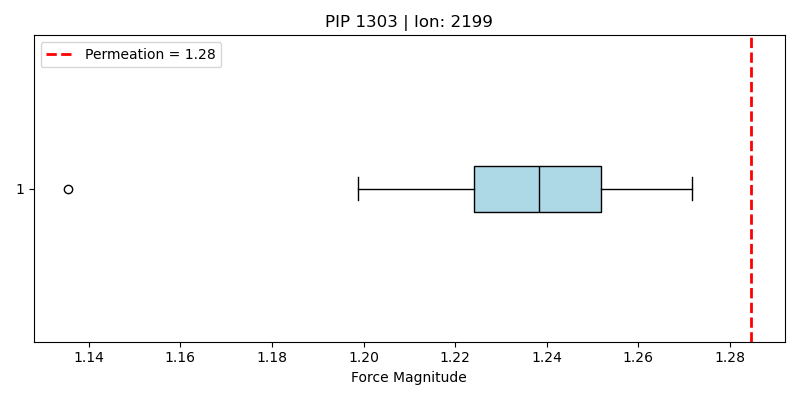 PIP 1303 | Ion: 2199
Permeation = 1.28
1
1.14 1.16 1.18 1.20 1.22 1.24 1.26 1.28
Force Magnitude